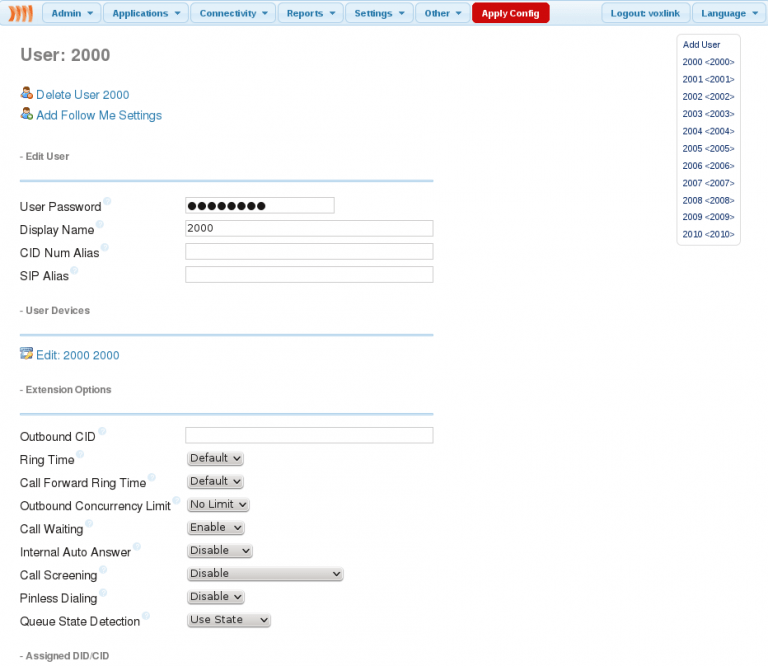 Admin Applications Connectivity Reports Settings Other Apply Config Logout: voxlink Language
User: 2000
Delete User 2000
Add Follow Me Settings
- Edit User
User Password ●●●●●●●●
Display Name 2000
CID Num Alias
SIP Alias
- User Devices
Edit: 2000 2000
- Extension Options
Outbound CID
Ring Time Default
Call Forward Ring Time Default
Outbound Concurrency Limit No Limit
Call Waiting Enable
Internal Auto Answer Disable
Call Screening Disable
Pinless Dialing Disable
Queue State Detection Use State
- Assigned DID/CID
Add User
2000 <2000>
2001 <2001>
2002 <2002>
2003 <2003>
2004 <2004>
2005 <2005>
2006 <2006>
2007 <2007>
2008 <2008>
2009 <2009>
2010 <2010>